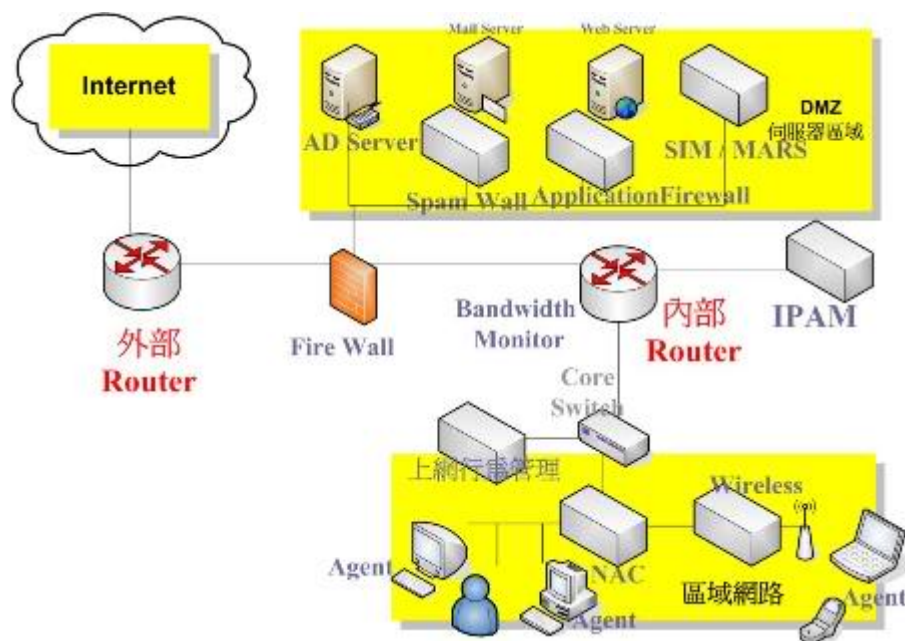 Mail Server
Web Server
Internet
DMZ
伺服器區域
AD Server
SIM / MARS
Spam Wall
ApplicationFirewall
外部
Router
Fire Wall
Bandwidth
Monitor
內部
Router
IPAM
Core
Switch
上網行為管理
Wireless
Agent
NAC
Agent
區域網路
Agent